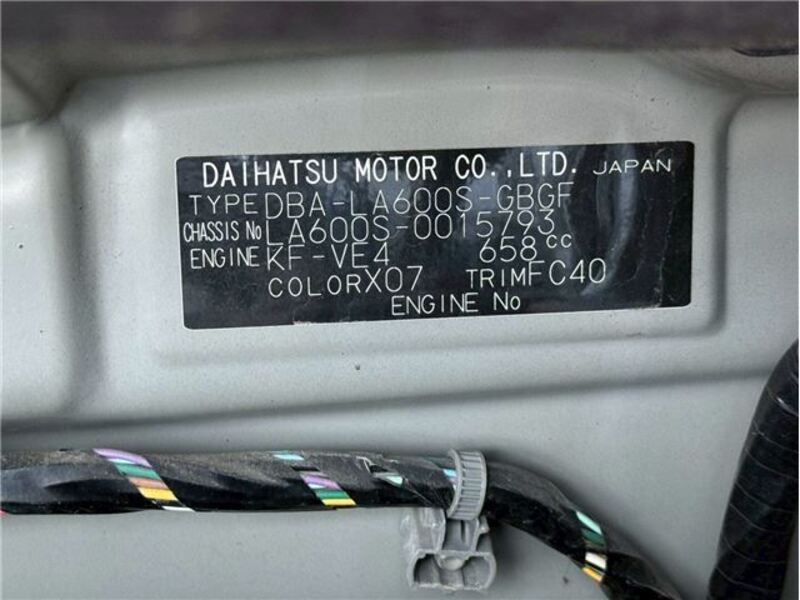 DAIHATSU MOTOR CO.,LTD. JAPAN
TYPE DBA-LA600S-GBGF
CHASSIS No LA600S-0015793
ENGINE KF-VE4 658cc
COLOR X07 TRIM FC40
ENGINE No